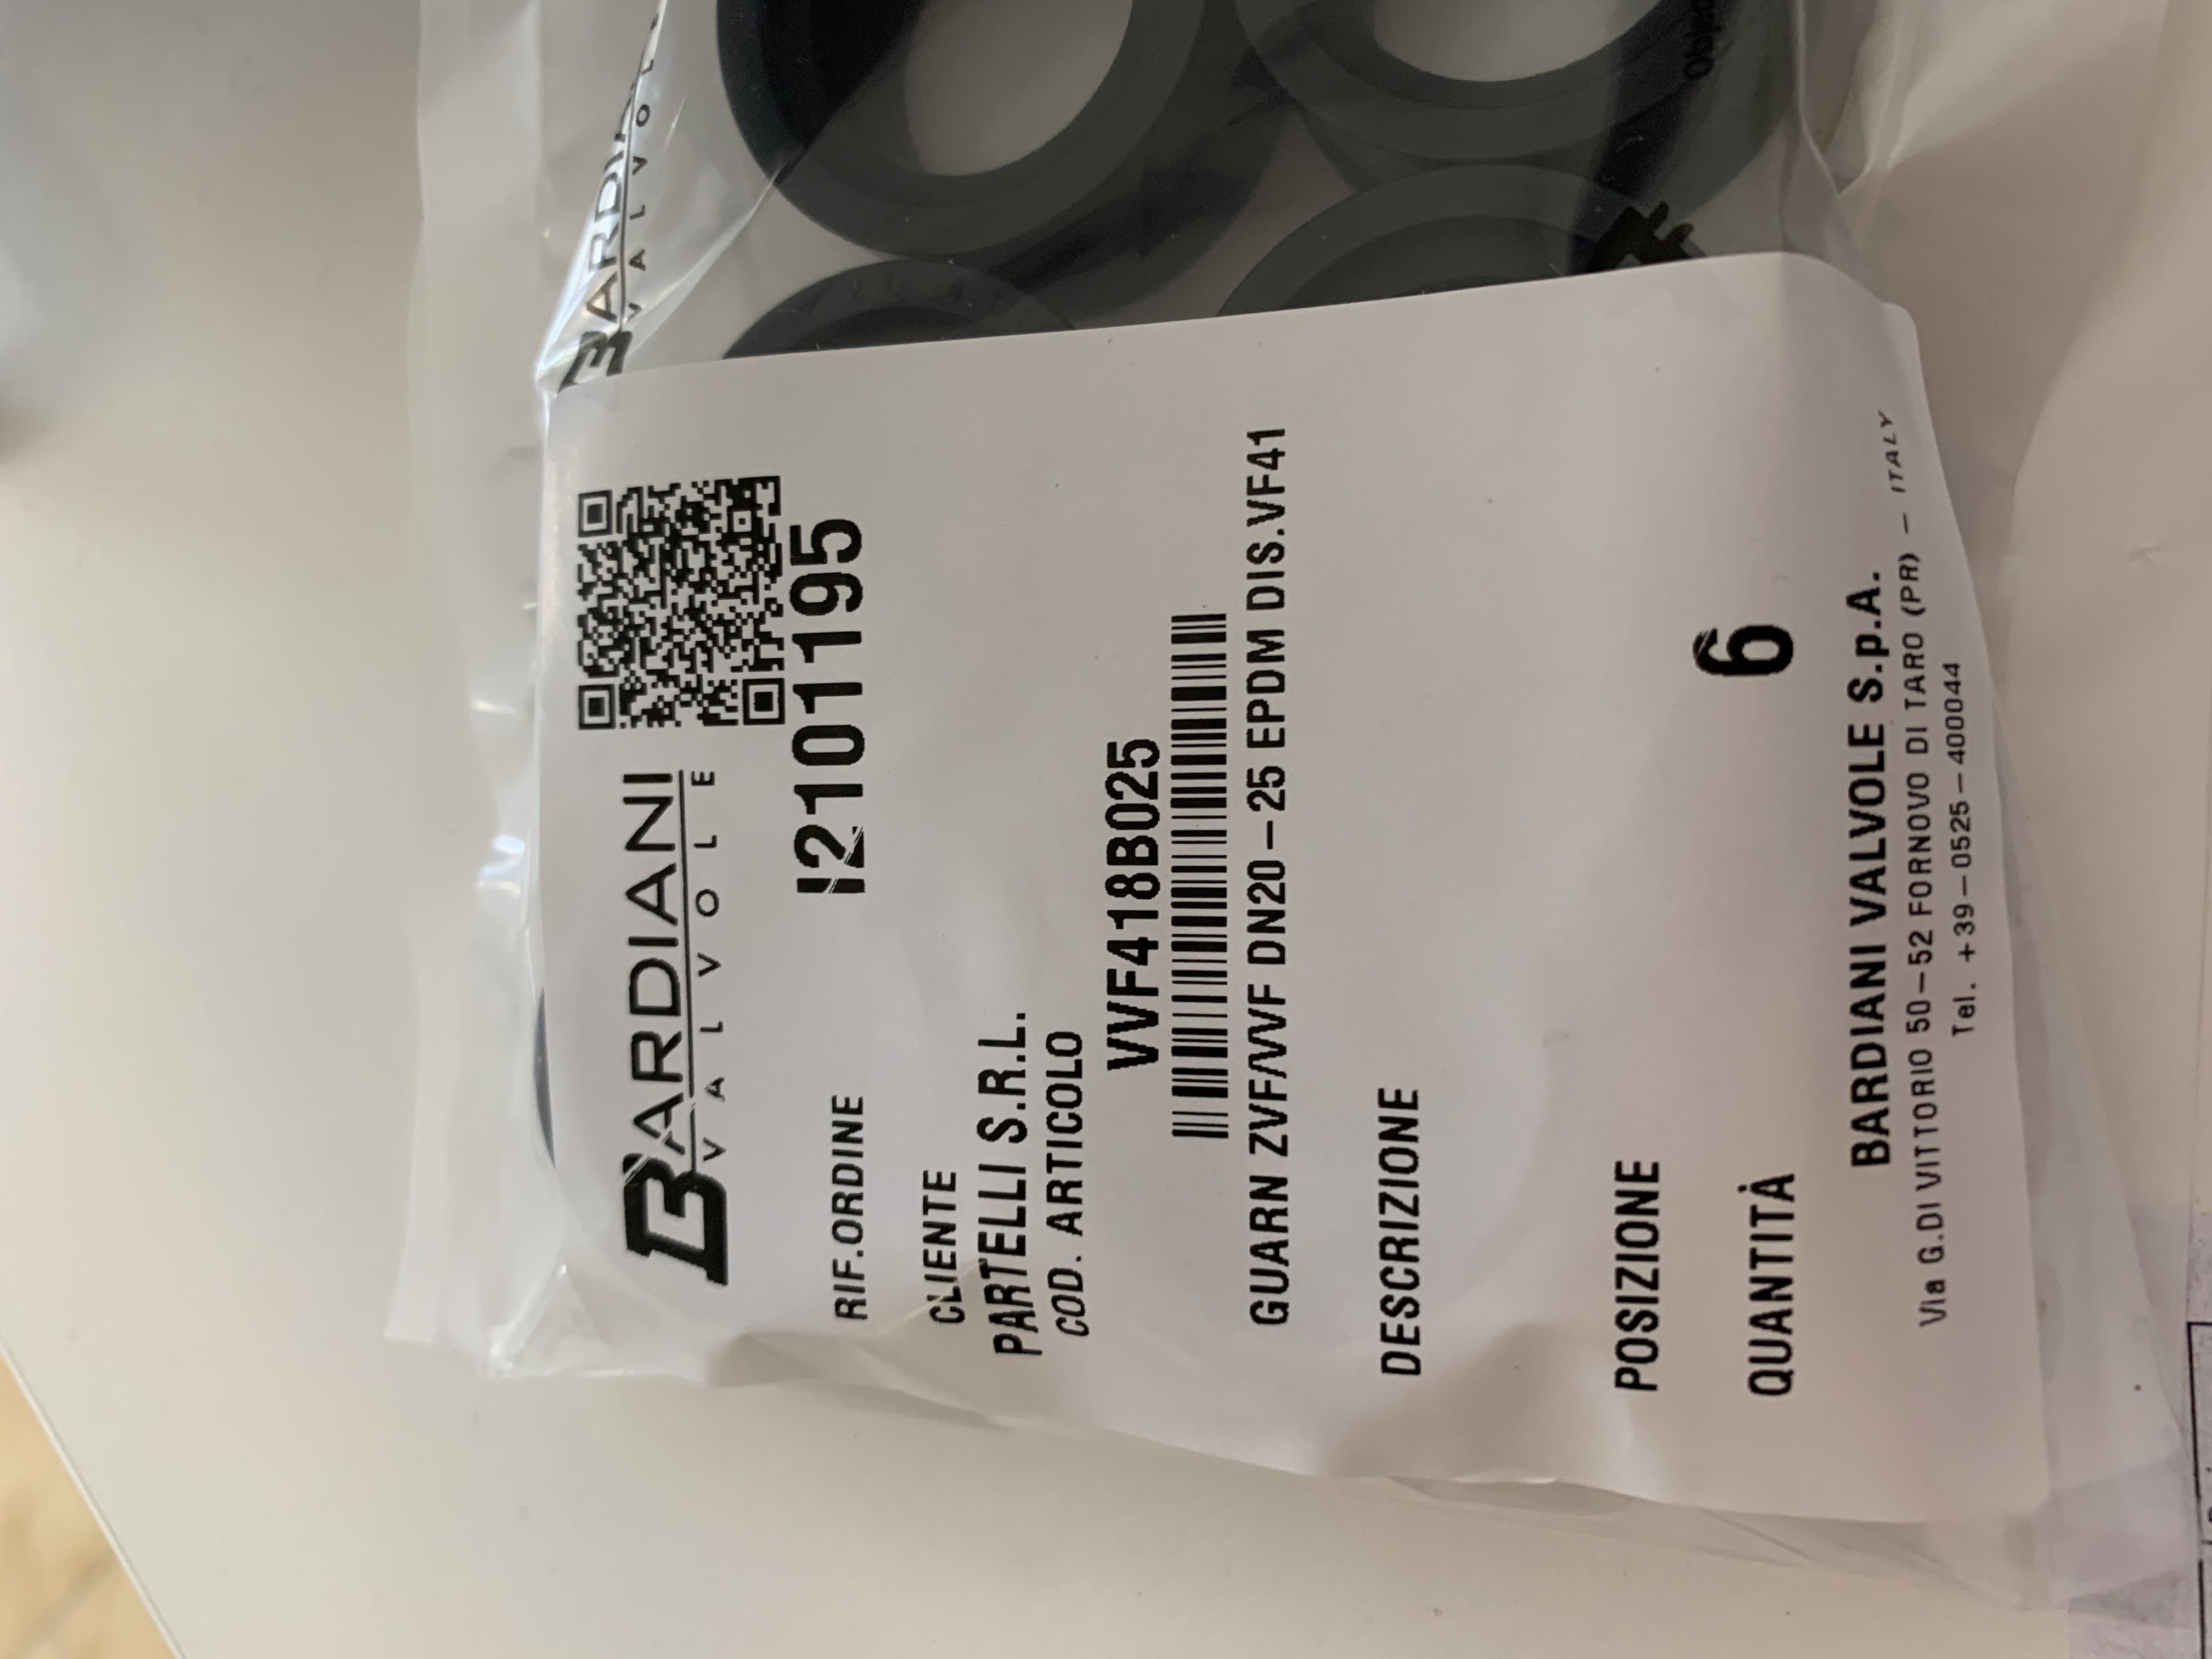 BARDIANI
VALVOLE
RIF.ORDINE I2101195
CLIENTE
PARTELLI S.R.L.
COD. ARTICOLO
VVF418B025
GUARN ZVF/VVF DN20-25 EPDM DIS.VF41
DESCRIZIONE
POSIZIONE
QUANTITÀ 6
BARDIANI VALVOLE S.p.A.
Via G.DI VITTORIO 50-52 FORNOVO DI TARO (PR) - ITALY
Tel. +39-0525-400044
BARDIANI
VALVOLE